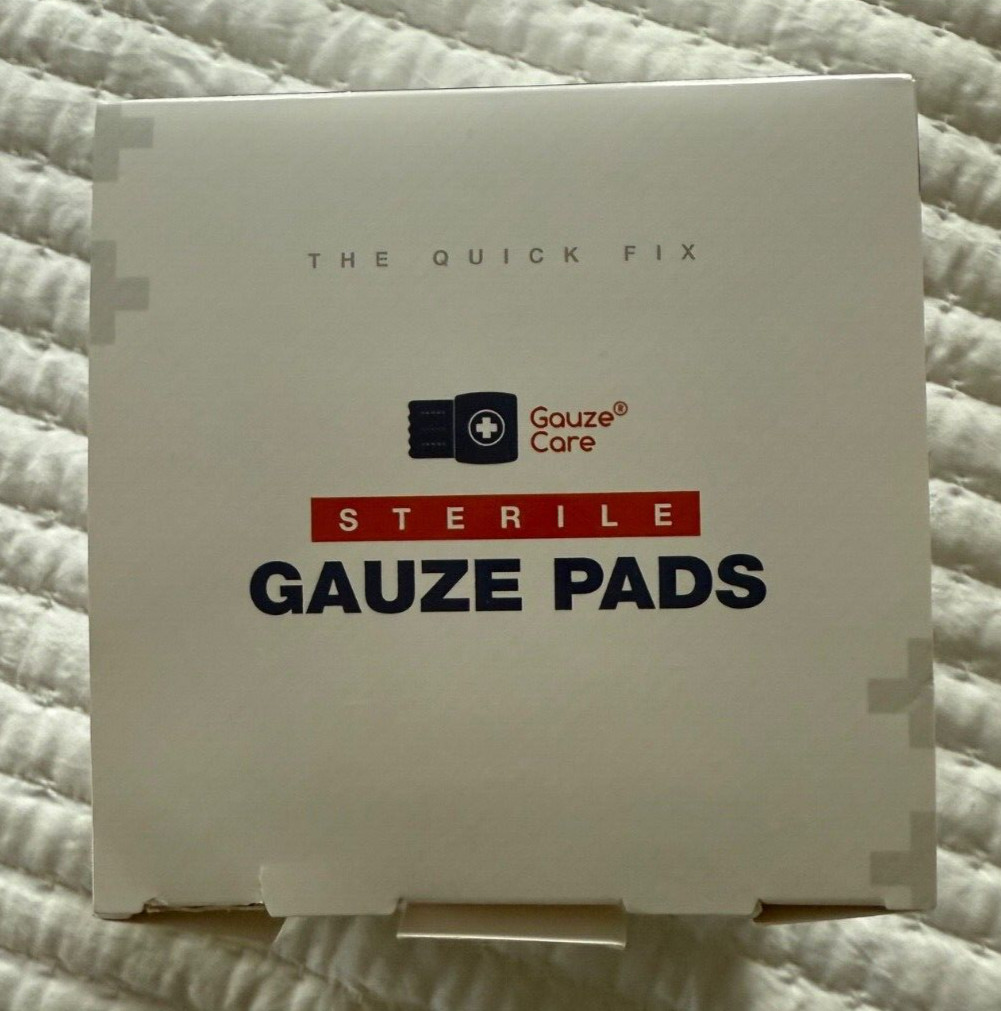 THE QUICK FIX
Gauze®
Care
STERILE
GAUZE PADS